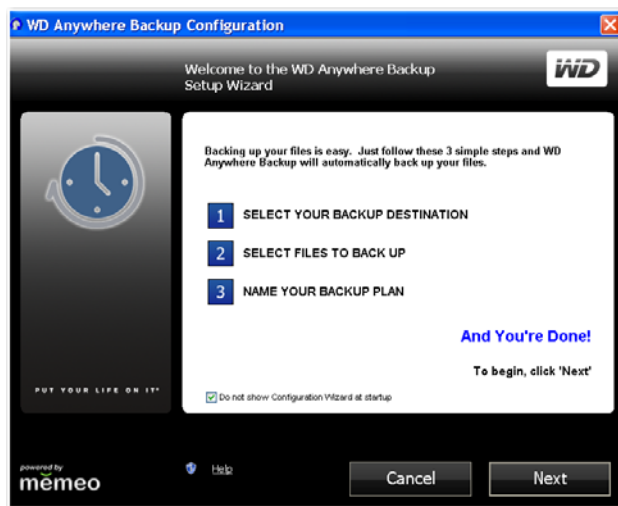 WD Anywhere Backup Configuration
Welcome to the WD Anywhere Backup
Setup Wizard
WD
Backing up your files is easy. Just follow these 3 simple steps and WD
Anywhere Backup will automatically back up your files.
1 SELECT YOUR BACKUP DESTINATION
2 SELECT FILES TO BACK UP
3 NAME YOUR BACKUP PLAN
And You're Done!
To begin, click 'Next'
PUT YOUR LIFE ON IT®
Do not show Configuration Wizard at startup
powered by
mĕmeo
Help
Cancel
Next